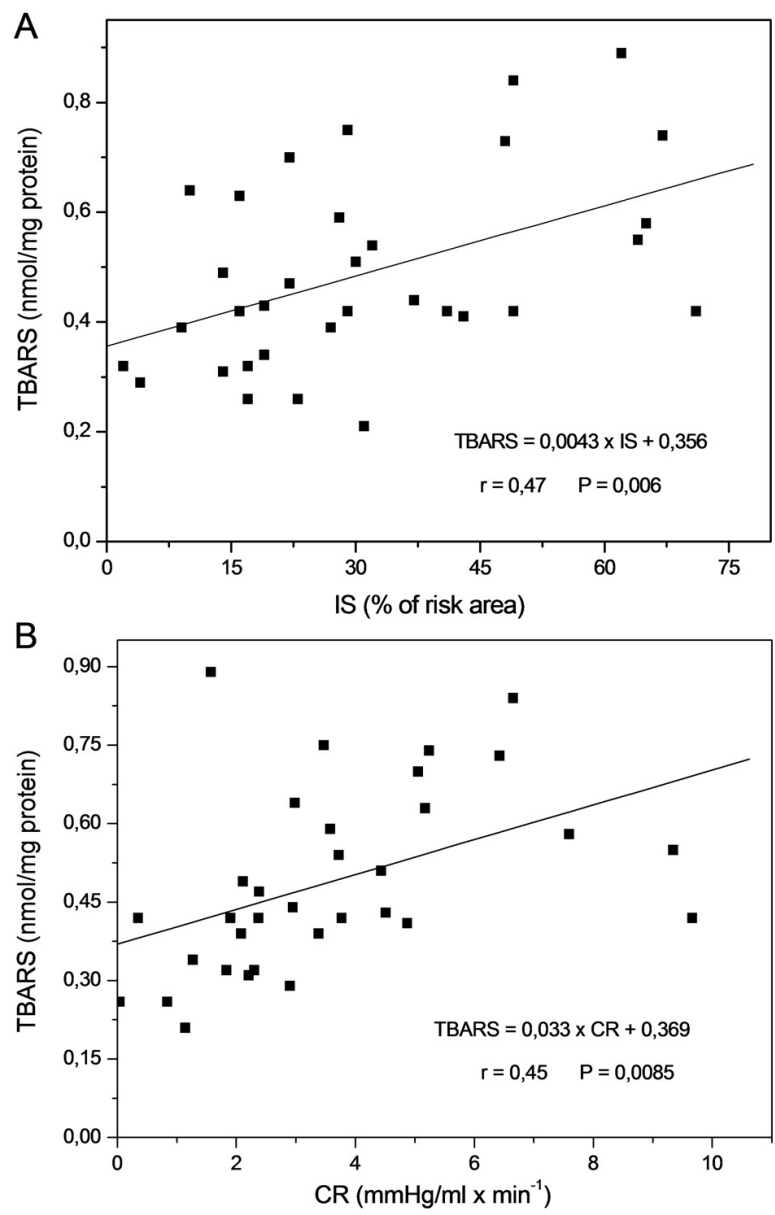 A
TBARS (nmol/mg protein)
0,8
0,6
0,4
0,2
0,0
TBARS = 0,0043 x IS + 0,356
r = 0,47 P = 0,006
0 15 30 45 60 75
IS (% of risk area)
B
TBARS (nmol/mg protein)
0,90
0,75
0,60
0,45
0,30
0,15
0,00
TBARS = 0,033 x CR + 0,369
r = 0,45 P = 0,0085
0 2 4 6 8 10
CR (mmHg/ml x min⁻¹)